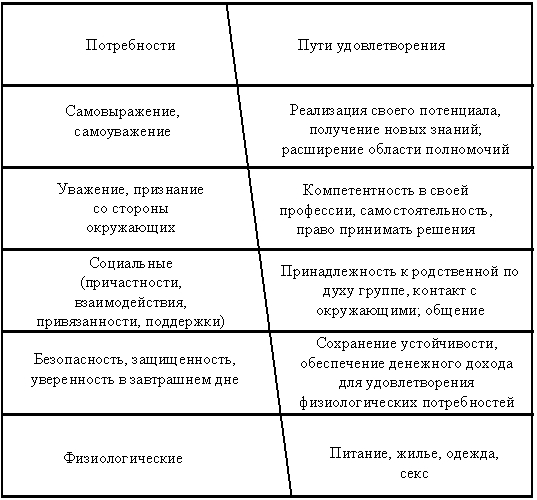 Потребности
Пути удовлетворения
Самовыражение,
самоуважение
Реализация своего потенциала,
получение новых знаний;
расширение области полномочий
Уважение, признание
со стороны
окружающих
Компетентность в своей
профессии, самостоятельность,
право принимать решения
Социальные
(причастности,
взаимодействия,
привязанности, поддержки)
Принадлежность к родственной по
духу группе, контакт с
окружающими; общение
Безопасность, защищенность,
уверенность в завтрашнем дне
Сохранение устойчивости,
обеспечение денежного дохода
для удовлетворения
физиологических потребностей
Физиологические
Питание, жилье, одежда,
секс